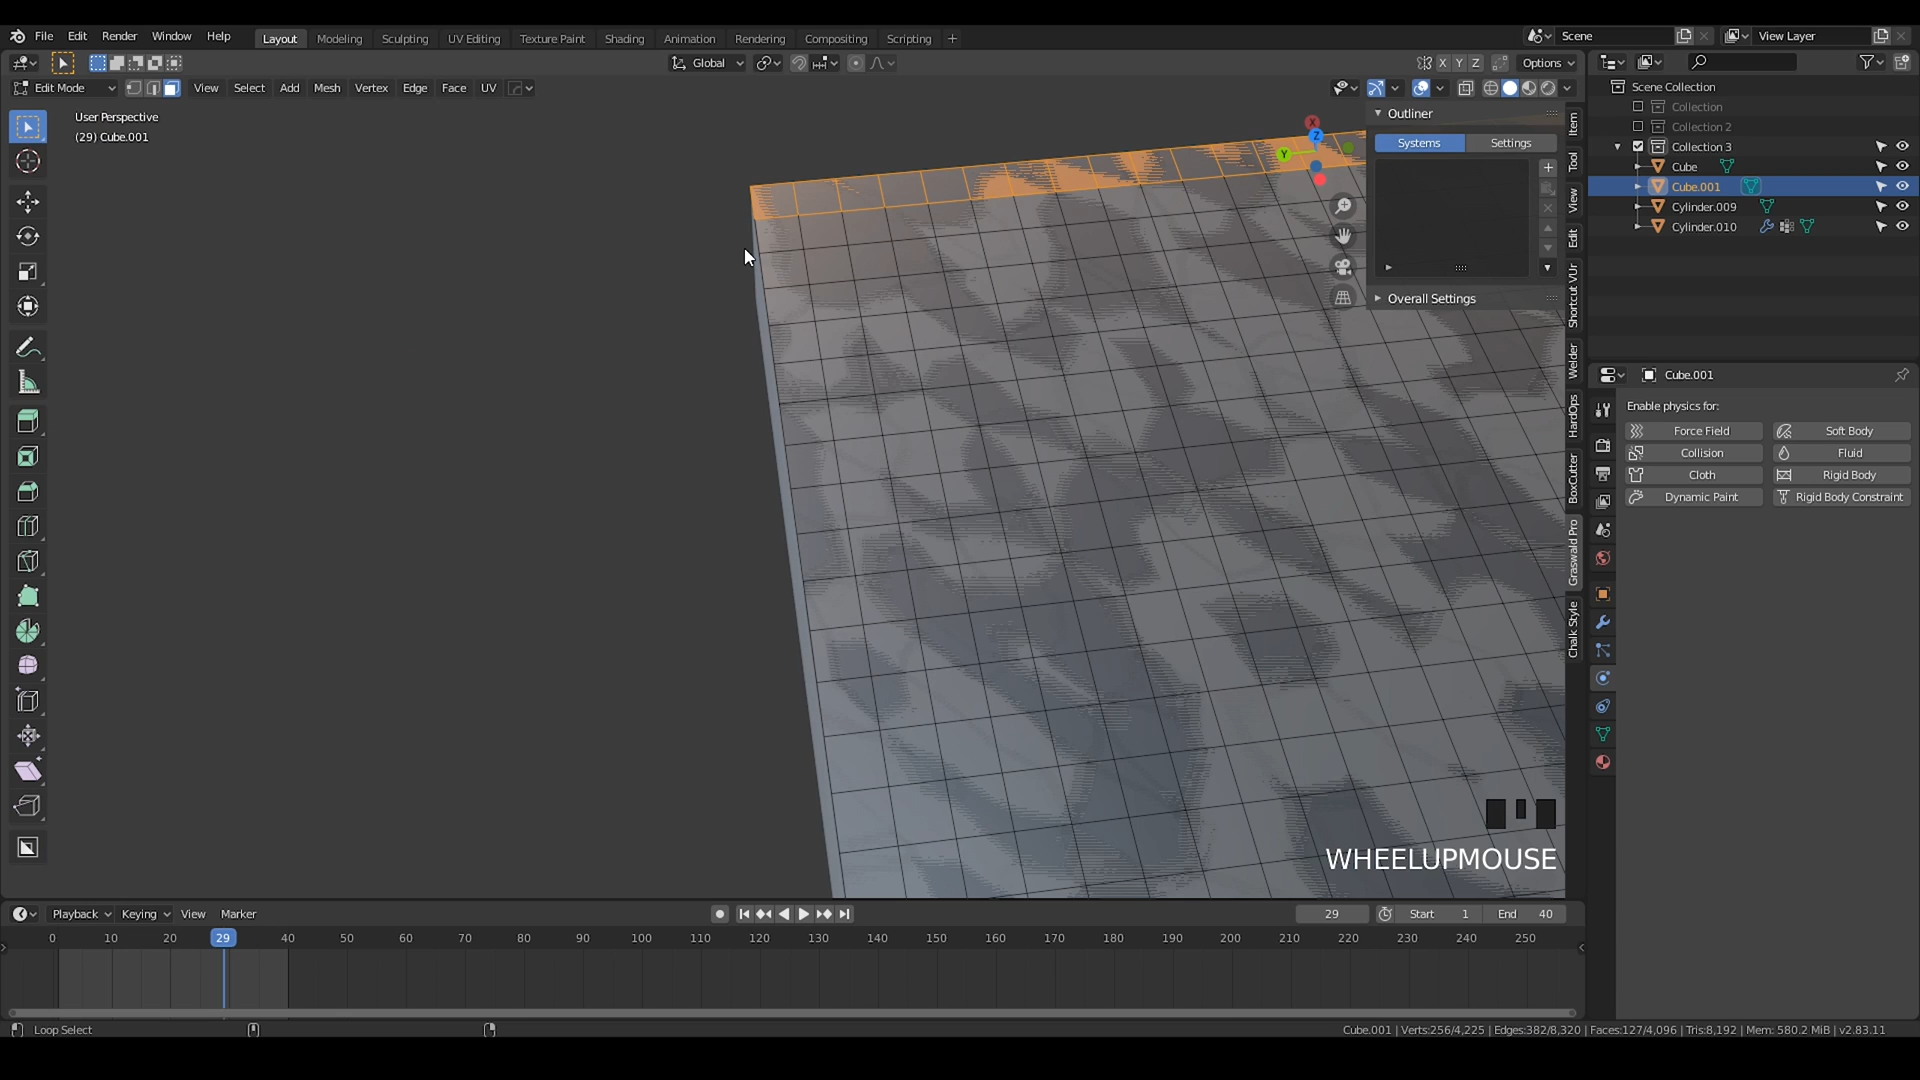 File Edit Render Window Help Layout Modeling Sculpting UV Editing Texture Paint Shading Animation Rendering Compositing Scripting + Scene View Layer
Global X Y Z Options
Edit Mode View Select Add Mesh Vertex Edge Face UV
User Perspective
(29) Cube.001
X
Z
Y
Outliner
Systems Settings
Overall Settings
Item
Tool
View
Edit
Shortcut VUr
Welder
HardOps
BoxCutter
Graswald Pro
Chalk Style
Scene Collection
Collection
Collection 2
Collection 3
Cube
Cube.001
Cylinder.009
Cylinder.010
Cube.001
Enable physics for:
Force Field Soft Body
Collision Fluid
Cloth Rigid Body
Dynamic Paint Rigid Body Constraint
WHEELUPMOUSE
Playback Keying View Marker 29 Start 1 End 40
0 10 20 29 40 50 60 70 80 90 100 110 120 130 140 150 160 170 180 190 200 210 220 230 240 250
Loop Select Cube.001 | Verts:256/4,225 | Edges:382/8,320 | Faces:127/4,096 | Tris:8,192 | Mem: 580.2 MiB | v2.83.11